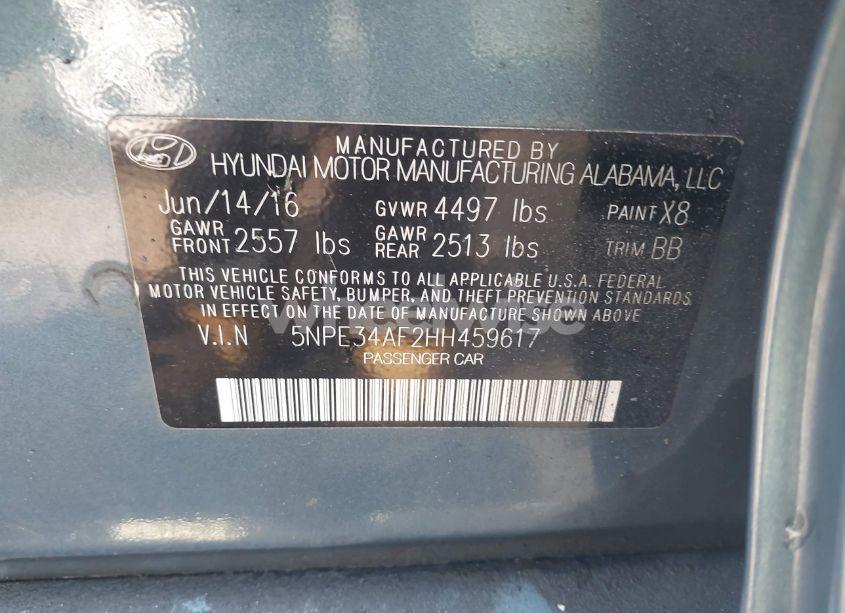 MANUFACTURED BY
HYUNDAI MOTOR MANUFACTURING ALABAMA, LLC
Jun/14/16 GVWR 4497 lbs PAINT X8
GAWR FRONT 2557 lbs GAWR REAR 2513 lbs TRIM BB
THIS VEHICLE CONFORMS TO ALL APPLICABLE U.S.A. FEDERAL
MOTOR VEHICLE SAFETY, BUMPER, AND THEFT PREVENTION STANDARDS
IN EFFECT ON THE DATE OF MANUFACTURE SHOWN ABOVE
V.I.N 5NPE34AF2HH459617
PASSENGER CAR